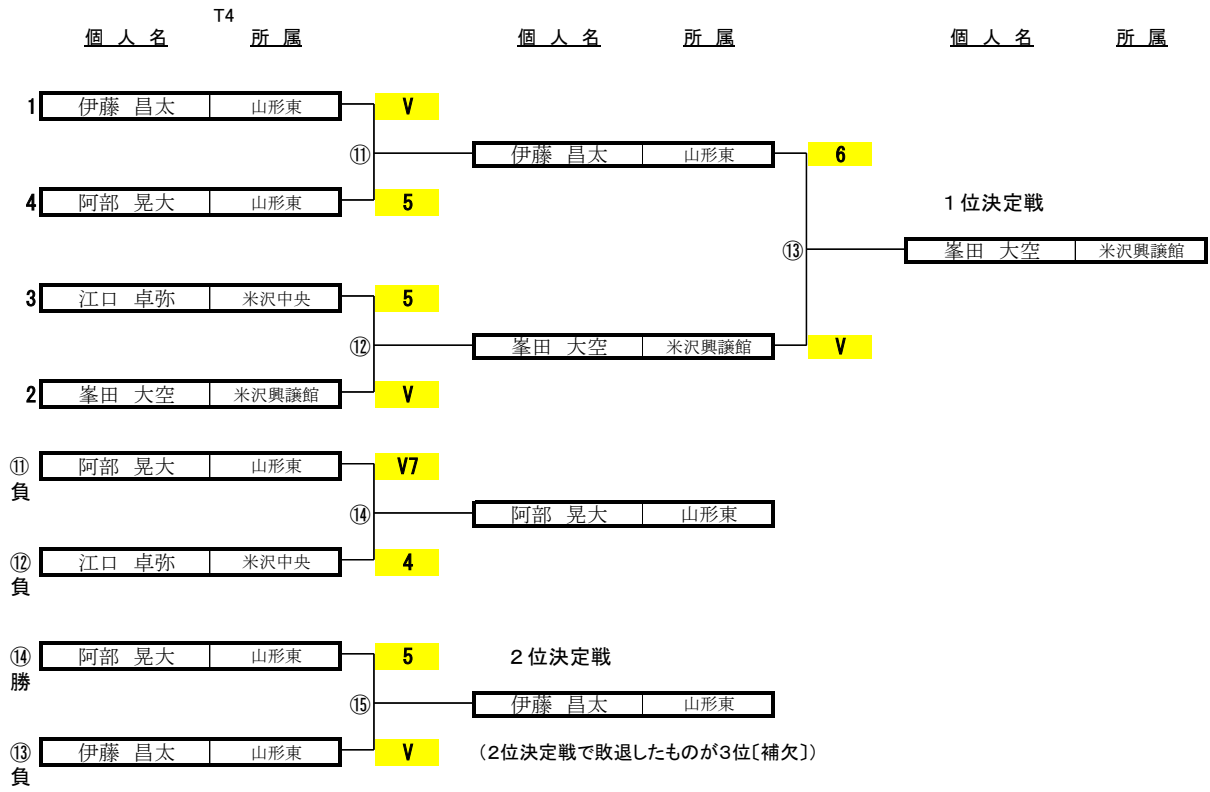 T4
個 人 名 所 属 個 人 名 所 属 個 人 名 所 属
1 伊藤 昌太 山形東 V
⑪ 伊藤 昌太 山形東 6
4 阿部 晃大 山形東 5
1位決定戦
⑬ 峯田 大空 米沢興譲館
3 江口 卓弥 米沢中央 5
⑫ 峯田 大空 米沢興譲館 V
2 峯田 大空 米沢興譲館 V
⑪負 阿部 晃大 山形東 V7
⑭ 阿部 晃大 山形東
⑫負 江口 卓弥 米沢中央 4
⑭勝 阿部 晃大 山形東 5
2位決定戦
⑮ 伊藤 昌太 山形東
⑬負 伊藤 昌太 山形東 V
（2位決定戦で敗退したものが3位〔補欠〕）